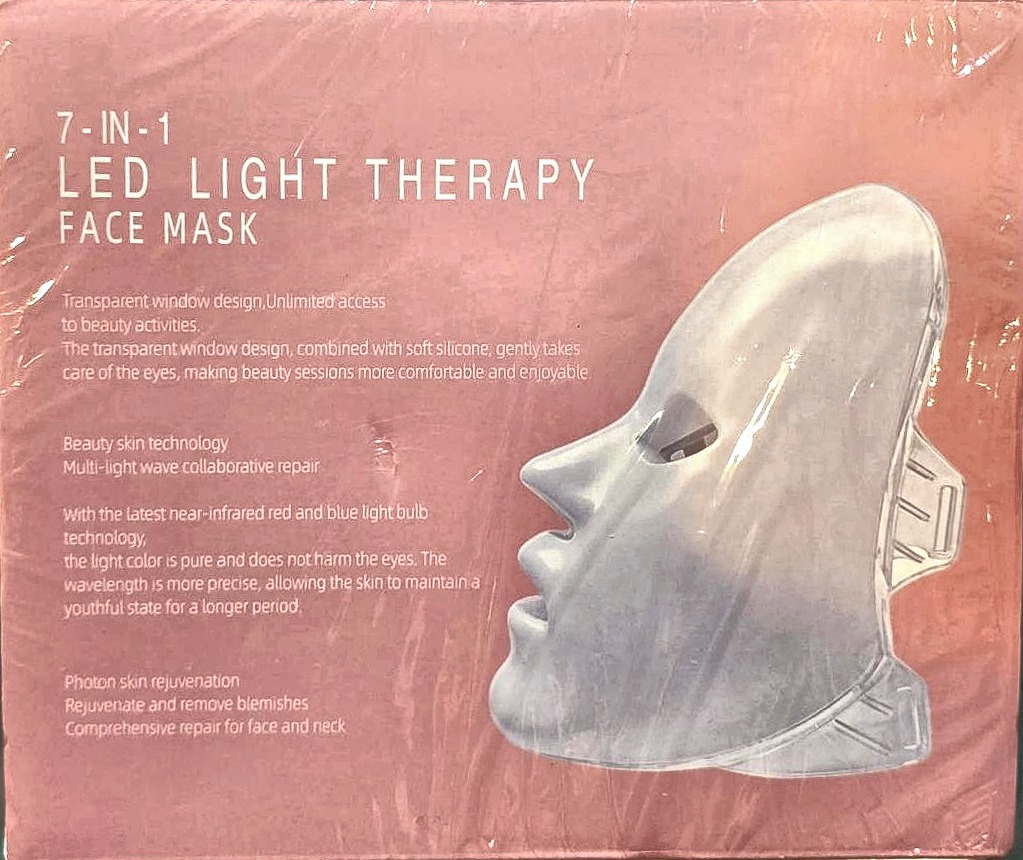 7-IN-1
LED LIGHT THERAPY
FACE MASK
Transparent window design,Unlimited access
to beauty activities.
The transparent window design, combined with soft silicone, gently takes
care of the eyes, making beauty sessions more comfortable and enjoyable.
Beauty skin technology
Multi-light wave collaborative repair
With the latest near-infrared red and blue light bulb
technology,
the light color is pure and does not harm the eyes. The
wavelength is more precise, allowing the skin to maintain a
youthful state for a longer period.
Photon skin rejuvenation
Rejuvenate and remove blemishes
Comprehensive repair for face and neck